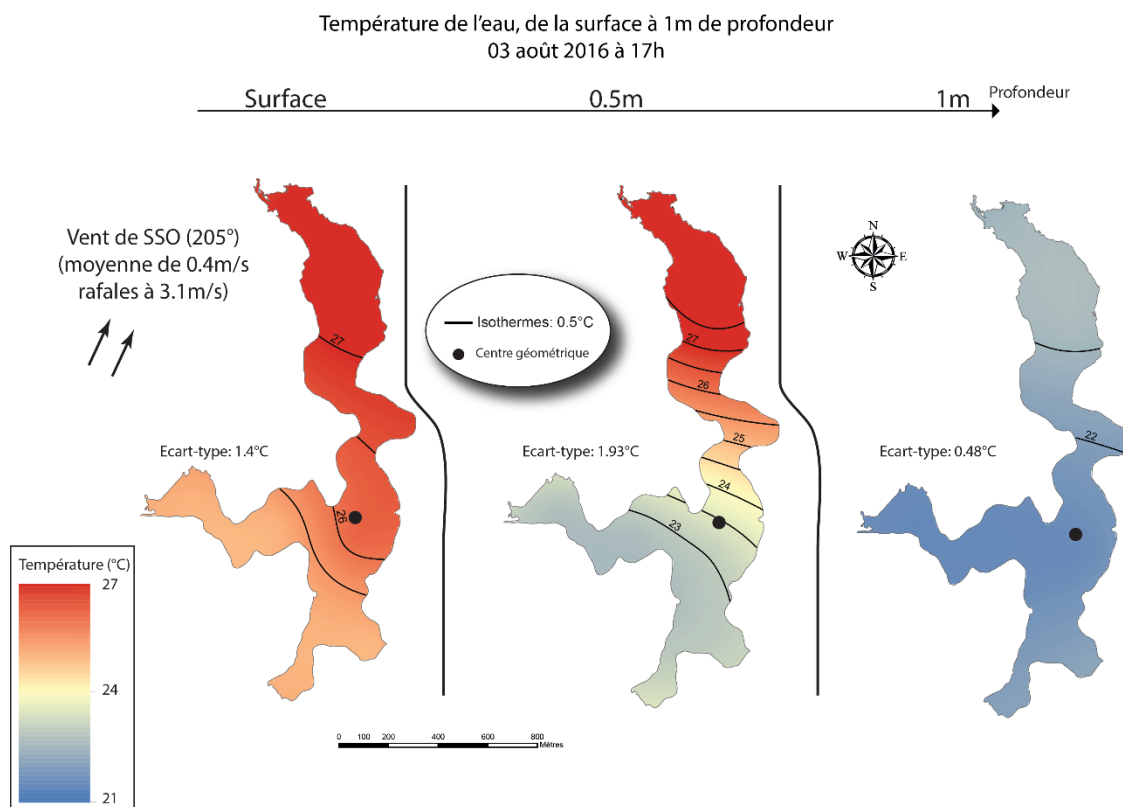 Température de l'eau, de la surface à 1m de profondeur
03 août 2016 à 17h
Surface
0.5m
1m
Profondeur
Vent de SSO (205°)
(moyenne de 0.4m/s
rafales à 3.1m/s)
Isothermes: 0.5°C
Centre géométrique
N
W
E
S
27
27
26
25
24
23
22
26
Ecart-type: 1.4°C
Ecart-type: 1.93°C
Ecart-type: 0.48°C
Température (°C)
27
24
21
0 100 200 400 600 800
Mètres